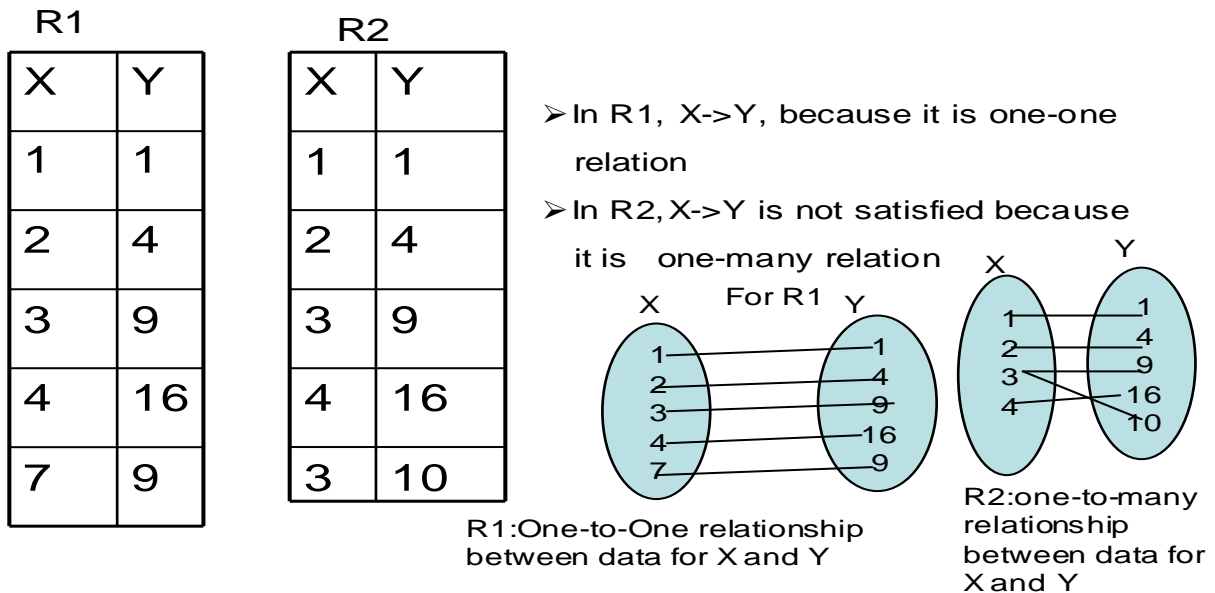 R1
X Y
1 1
2 4
3 9
4 16
7 9
R2
X Y
1 1
2 4
3 9
4 16
3 10
➢In R1, X->Y, because it is one-one
relation
➢In R2,X->Y is not satisfied because
it is one-many relation
For R1
X Y
1 1
2 4
3 9
4 16
7 9
R1:One-to-One relationship
between data for X and Y
X Y
1 1
2 4
3 9
4 16
10
R2:one-to-many
relationship
between data for
X and Y